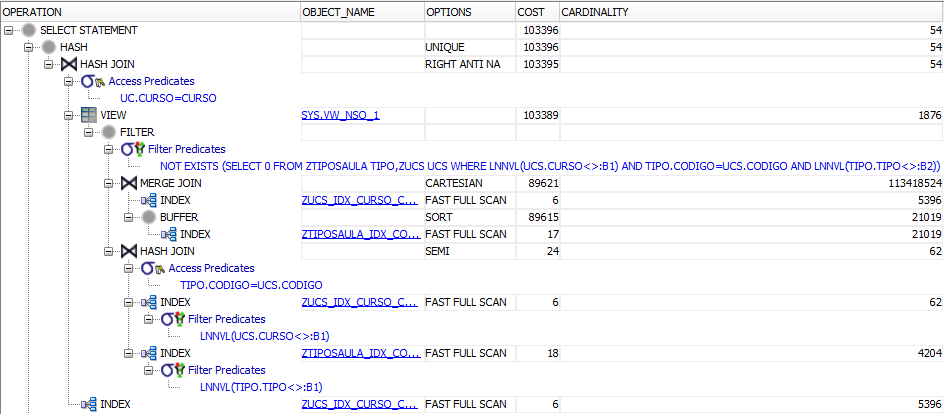 OPERATION OBJECT_NAME OPTIONS COST CARDINALITY
SELECT STATEMENT 103396 54
HASH UNIQUE 103396 54
HASH JOIN RIGHT ANTI NA 103395 54
Access Predicates
UC.CURSO=CURSO
VIEW SYS.VW_NSO_1 103389 1876
FILTER
Filter Predicates
NOT EXISTS (SELECT 0 FROM ZTIPOSAULA TIPO,ZUCS UCS WHERE LNNVL(UCS.CURSO<>:B1) AND TIPO.CODIGO=UCS.CODIGO AND LNNVL(TIPO.TIPO<>:B2))
MERGE JOIN CARTESIAN 89621 113418524
INDEX ZUCS_IDX_CURSO_C... FAST FULL SCAN 6 5396
BUFFER SORT 89615 21019
INDEX ZTIPOSAULA_IDX_CO... FAST FULL SCAN 17 21019
HASH JOIN SEMI 24 62
Access Predicates
TIPO.CODIGO=UCS.CODIGO
INDEX ZUCS_IDX_CURSO_C... FAST FULL SCAN 6 62
Filter Predicates
LNNVL(UCS.CURSO<>:B1)
INDEX ZTIPOSAULA_IDX_CO... FAST FULL SCAN 18 4204
Filter Predicates
LNNVL(TIPO.TIPO<>:B1)
INDEX ZUCS_IDX_CURSO_C... FAST FULL SCAN 6 5396